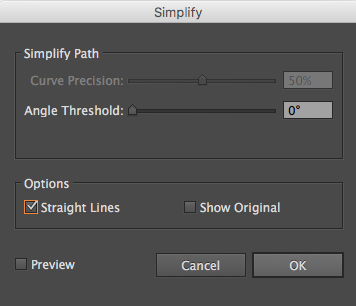 Simplify
Simplify Path
Curve Precision: 50%
Angle Threshold: 0°
Options
Straight Lines Show Original
Preview Cancel OK